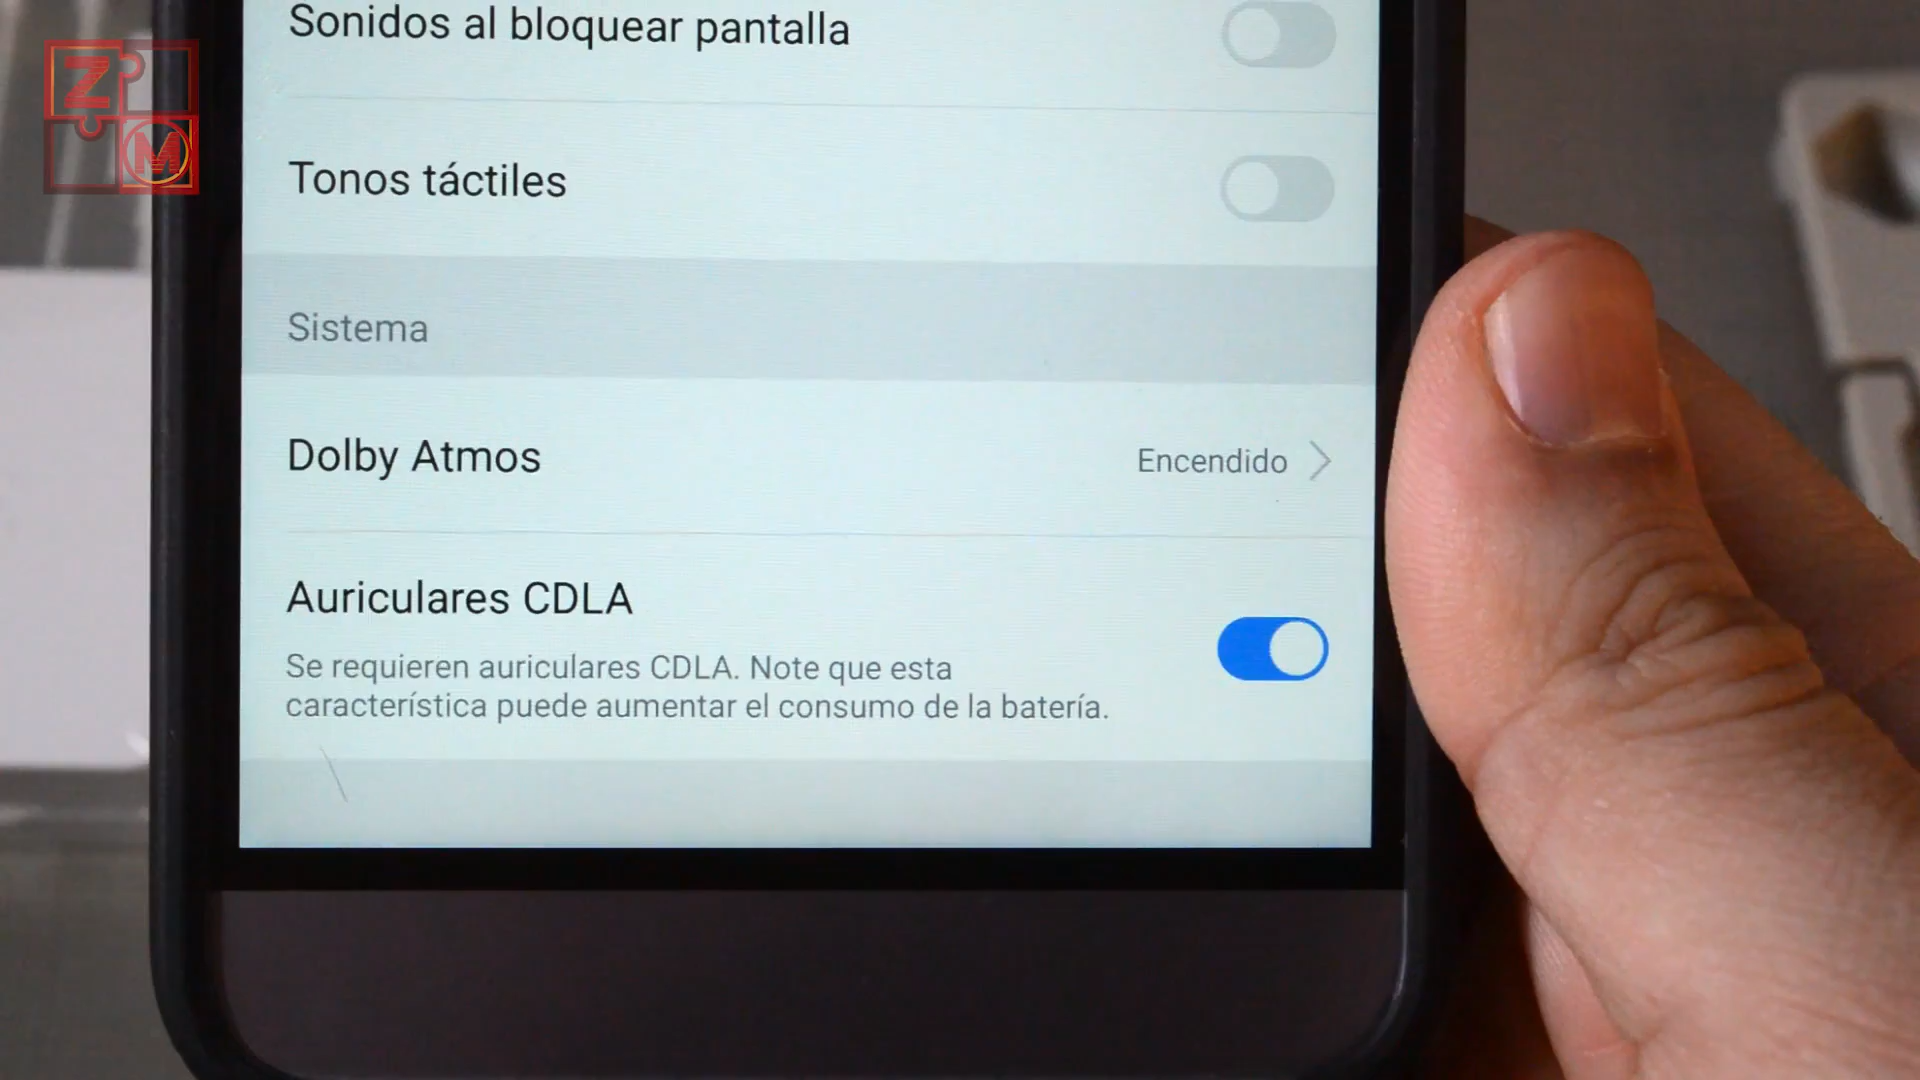 Sonidos al bloquear pantalla
Z
M
Tonos táctiles
Sistema
Dolby Atmos
Encendido
Auriculares CDLA
Se requieren auriculares CDLA. Note que esta
característica puede aumentar el consumo de la batería.